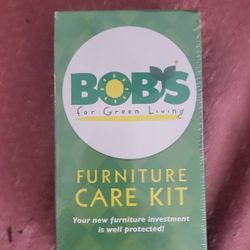 BOB'S
for Green Living
FURNITURE
CARE KIT
Your new furniture investment
is well protected!